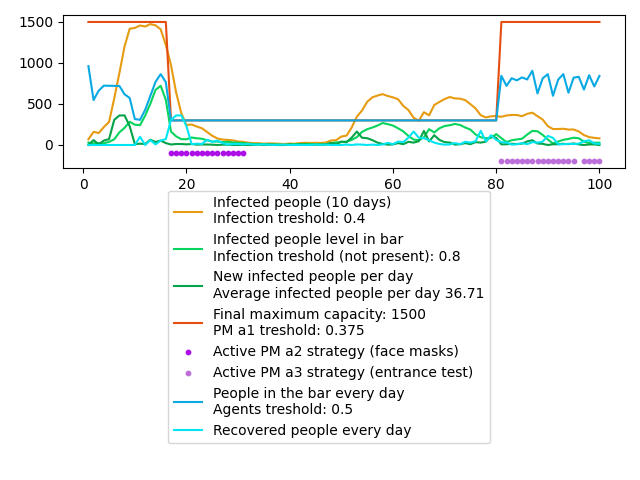 1500
1000
500
0
0
20
40
60
80
100
Infected people (10 days)
Infection treshold: 0.4
Infected people level in bar
Infection treshold (not present): 0.8
New infected people per day
Average infected people per day 36.71
Final maximum capacity: 1500
PM a1 treshold: 0.375
Active PM a2 strategy (face masks)
Active PM a3 strategy (entrance test)
People in the bar every day
Agents treshold: 0.5
Recovered people every day